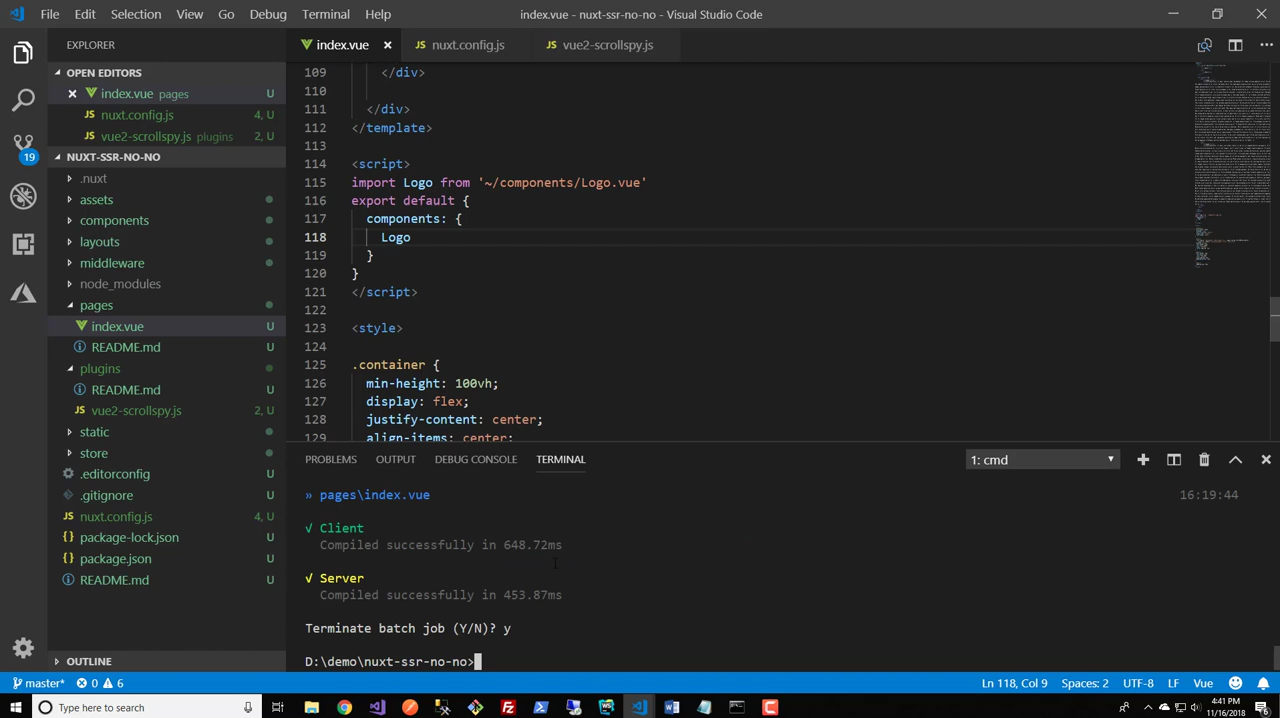 File Edit Selection View Go Debug Terminal Help index.vue - nuxt-ssr-no-no - Visual Studio Code
EXPLORER
index.vue
nuxt.config.js
vue2-scrollspy.js
OPEN EDITORS
index.vue pages U
nuxt.config.js 4, U
vue2-scrollspy.js plugins 2, U
NUXT-SSR-NO-NO
.nuxt
assets
components
layouts
middleware
node_modules
pages
index.vue U
README.md U
plugins
README.md U
vue2-scrollspy.js 2, U
static
store
.editorconfig U
.gitignore U
nuxt.config.js 4, U
package-lock.json U
package.json U
README.md U
OUTLINE
19
109 </div>
110
111 </div>
112 </template>
113
114 <script>
115 import Logo from '~/components/logo.vue'
116 export default {
117 components: {
118 Logo
119 }
120 }
121 </script>
122
123 <style>
124
125 .container {
126 min-height: 100vh;
127 display: flex;
128 justify-content: center;
129 align-items: center;
PROBLEMS OUTPUT DEBUG CONSOLE TERMINAL 1: cmd
» pages\index.vue 16:19:44
√ Client
Compiled successfully in 648.72ms
√ Server
Compiled successfully in 453.87ms
Terminate batch job (Y/N)? y
D:\demo\nuxt-ssr-no-no>
master* 0 6 Ln 118, Col 9 Spaces: 2 UTF-8 LF Vue
Type here to search
4:41 PM
11/16/2018